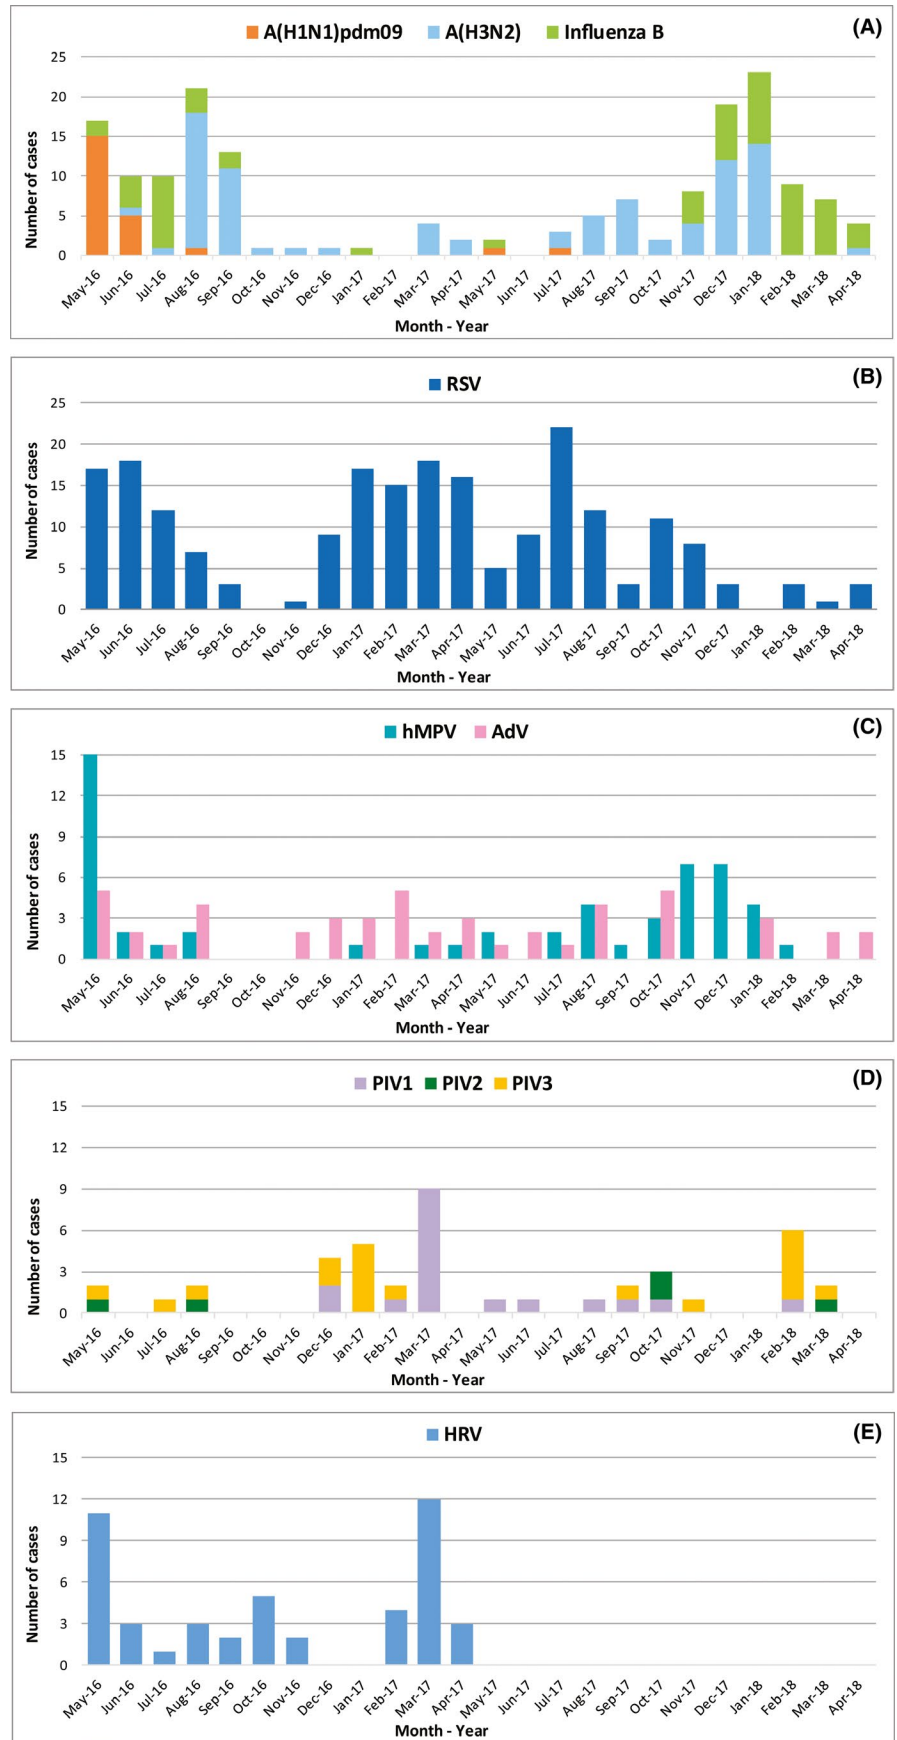 A(H1N1)pdm09 A(H3N2) Influenza B (A)
25
20
15
10
5
0
Number of cases
May-16 Jun-16 Jul-16 Aug-16 Sep-16 Oct-16 Nov-16 Dec-16 Jan-17 Feb-17 Mar-17 Apr-17 May-17 Jun-17 Jul-17 Aug-17 Sep-17 Oct-17 Nov-17 Dec-17 Jan-18 Feb-18 Mar-18 Apr-18
Month - Year
RSV (B)
25
20
15
10
5
0
Number of cases
May-16 Jun-16 Jul-16 Aug-16 Sep-16 Oct-16 Nov-16 Dec-16 Jan-17 Feb-17 Mar-17 Apr-17 May-17 Jun-17 Jul-17 Aug-17 Sep-17 Oct-17 Nov-17 Dec-17 Jan-18 Feb-18 Mar-18 Apr-18
Month - Year
hMPV AdV (C)
15
12
9
6
3
0
Number of cases
May-16 Jun-16 Jul-16 Aug-16 Sep-16 Oct-16 Nov-16 Dec-16 Jan-17 Feb-17 Mar-17 Apr-17 May-17 Jun-17 Jul-17 Aug-17 Sep-17 Oct-17 Nov-17 Dec-17 Jan-18 Feb-18 Mar-18 Apr-18
Month - Year
PIV1 PIV2 PIV3 (D)
15
12
9
6
3
0
Number of cases
May-16 Jun-16 Jul-16 Aug-16 Sep-16 Oct-16 Nov-16 Dec-16 Jan-17 Feb-17 Mar-17 Apr-17 May-17 Jun-17 Jul-17 Aug-17 Sep-17 Oct-17 Nov-17 Dec-17 Jan-18 Feb-18 Mar-18 Apr-18
Month - Year
HRV (E)
15
12
9
6
3
0
Number of cases
May-16 Jun-16 Jul-16 Aug-16 Sep-16 Oct-16 Nov-16 Dec-16 Jan-17 Feb-17 Mar-17 Apr-17 May-17 Jun-17 Jul-17 Aug-17 Sep-17 Oct-17 Nov-17 Dec-17 Jan-18 Feb-18 Mar-18 Apr-18
Month - Year